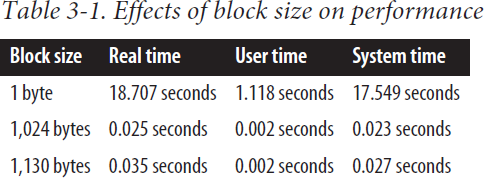 Table 3-1. Effects of block size on performance
Block size Real time User time System time
1 byte 18.707 seconds 1.118 seconds 17.549 seconds
1,024 bytes 0.025 seconds 0.002 seconds 0.023 seconds
1,130 bytes 0.035 seconds 0.002 seconds 0.027 seconds